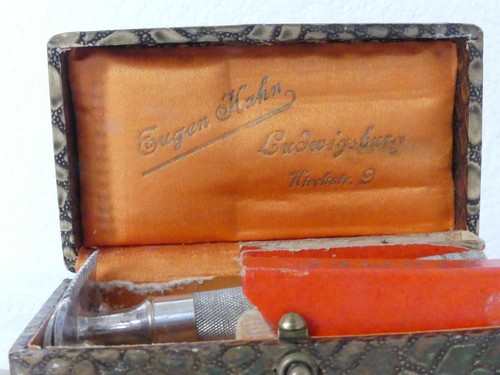 Eugen Hahn
Ludwigsburg
Kirchstr. 9